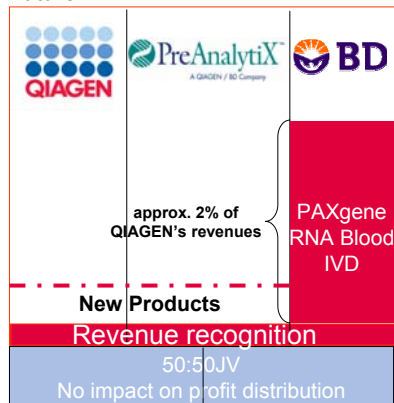 QIAGEN
PreAnalytiX™
A QIAGEN / BD Company
BD
approx. 2% of
QIAGEN's revenues
PAXgene
RNA Blood
IVD
New Products
Revenue recognition
50:50JV
No impact on profit distribution